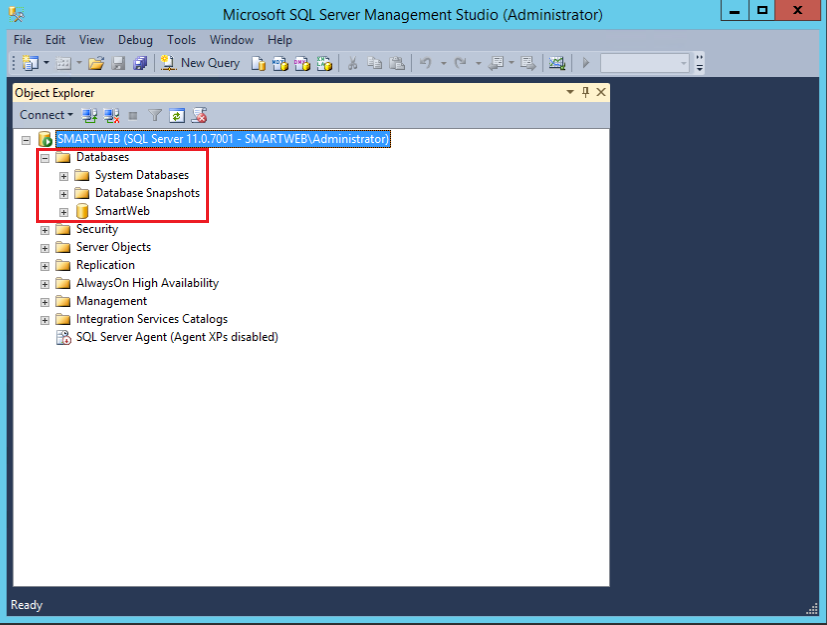 Microsoft SQL Server Management Studio (Administrator)
File Edit View Debug Tools Window Help
New Query
Object Explorer
Connect
SMARTWEB (SQL Server 11.0.7001 - SMARTWEB\Administrator)
Databases
System Databases
Database Snapshots
SmartWeb
Security
Server Objects
Replication
AlwaysOn High Availability
Management
Integration Services Catalogs
SQL Server Agent (Agent XPs disabled)
Ready